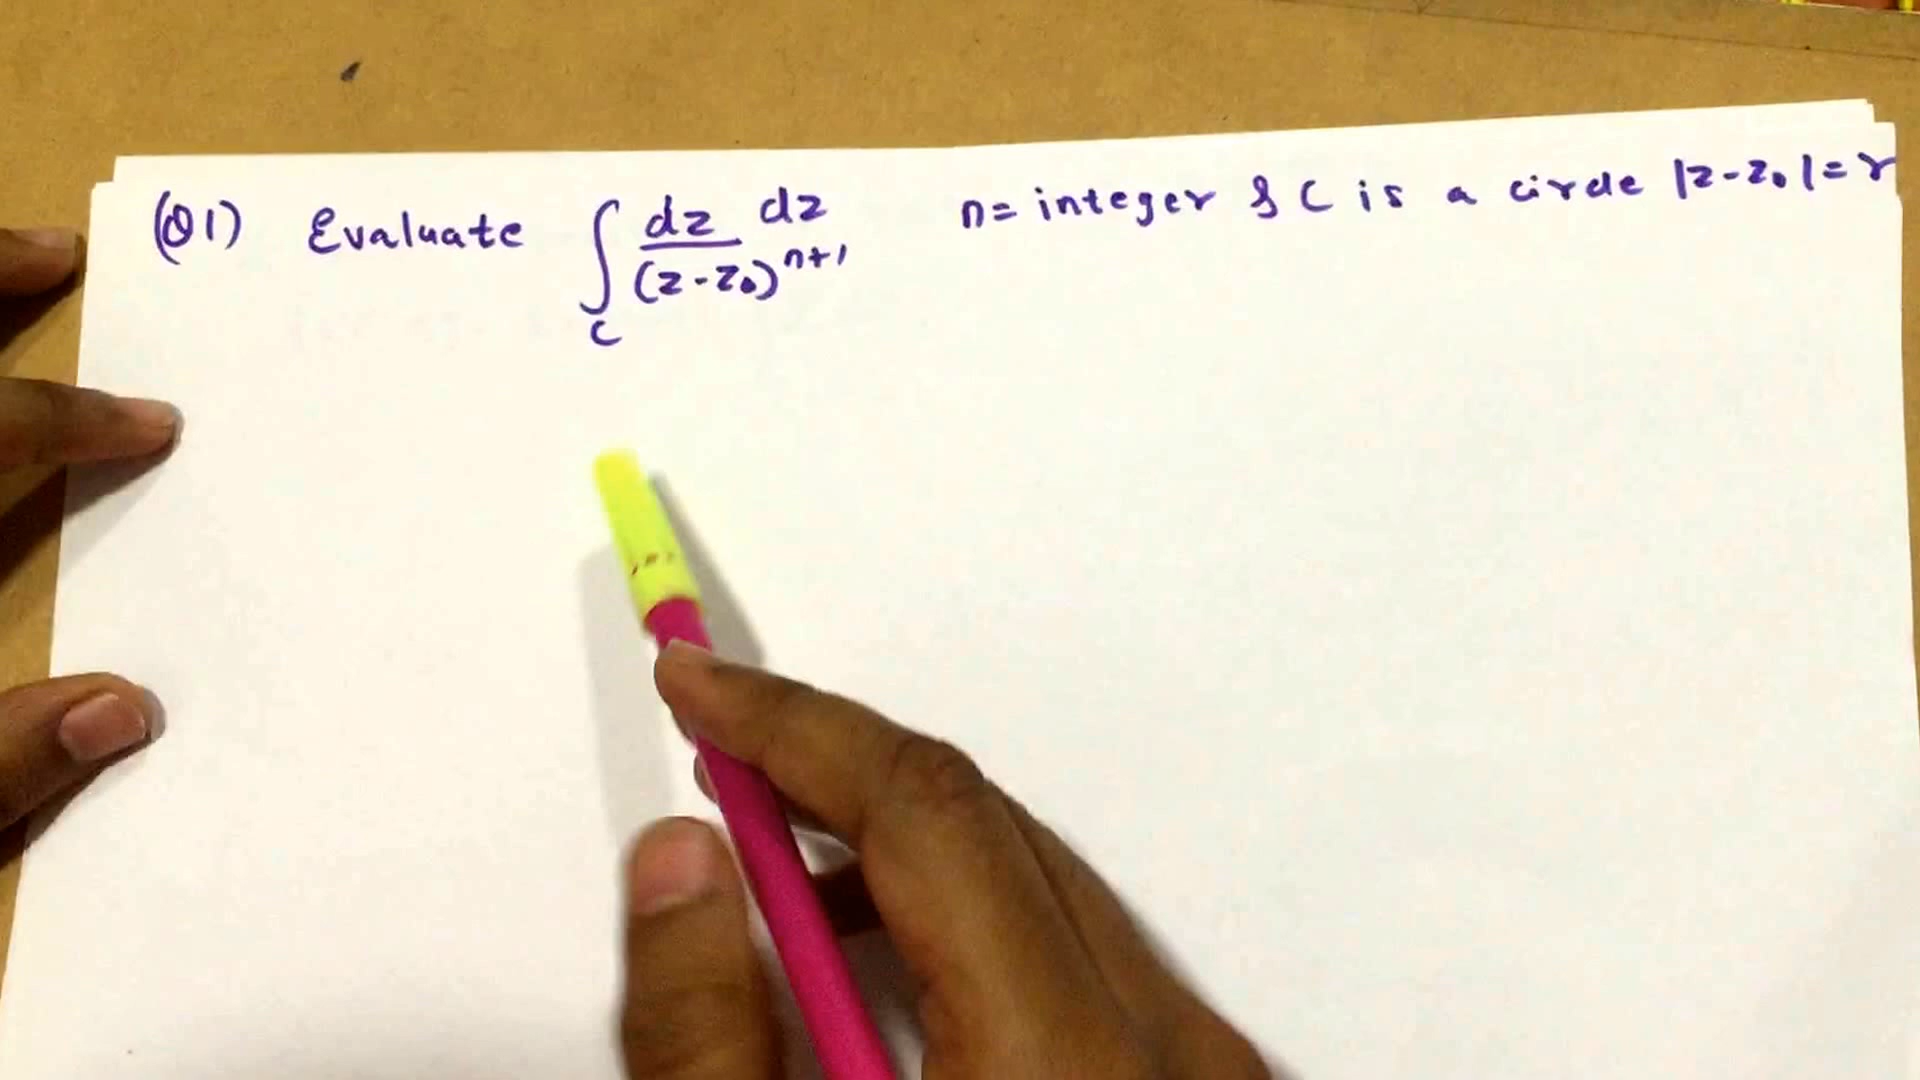 (Q1) Evaluate ∫_C dz/(z-z₀)^{n+1} dz n= integer & C is a circle |z-z₀|=r